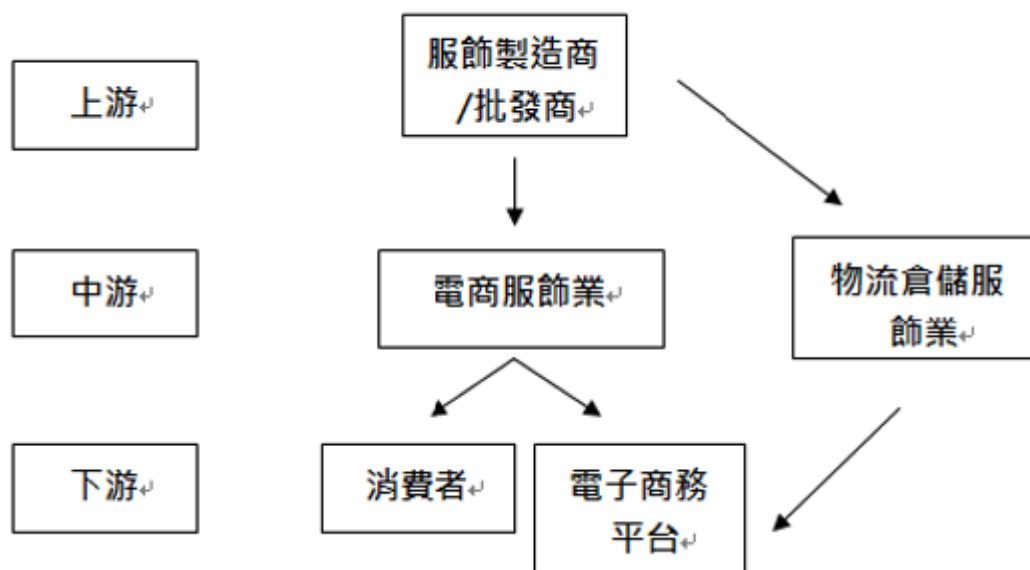 上游
服飾製造商
/批發商
中游
電商服飾業
物流倉儲服
飾業
下游
消費者
電子商務
平台